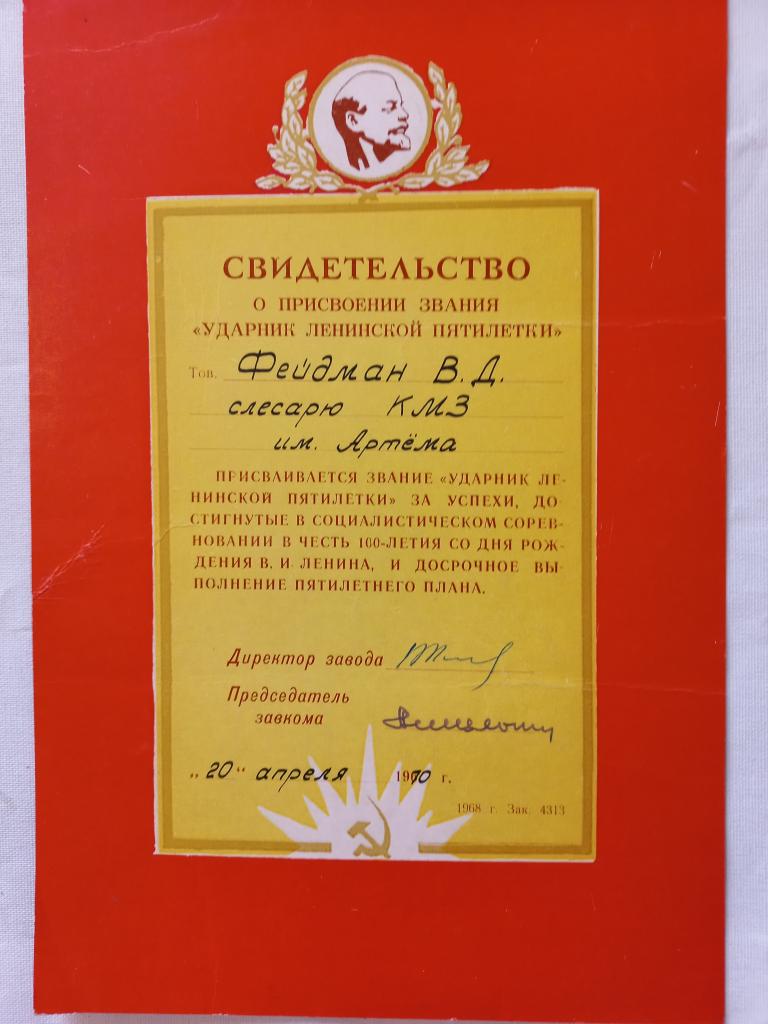 СВИДЕТЕЛЬСТВО
О ПРИСВОЕНИИ ЗВАНИЯ
«УДАРНИК ЛЕНИНСКОЙ ПЯТИЛЕТКИ»
Тов. Фейдман В.Д.
слесарю КМЗ
им. Артёма
ПРИСВАИВАЕТСЯ ЗВАНИЕ «УДАРНИК ЛЕ-
НИНСКОЙ ПЯТИЛЕТКИ» ЗА УСПЕХИ, ДО-
СТИГНУТЫЕ В СОЦИАЛИСТИЧЕСКОМ СОРЕВ-
НОВАНИИ В ЧЕСТЬ 100-ЛЕТИЯ СО ДНЯ РОЖ-
ДЕНИЯ В. И. ЛЕНИНА, И ДОСРОЧНОЕ ВЫ-
ПОЛНЕНИЕ ПЯТИЛЕТНЕГО ПЛАНА.
Директор завода
Председатель
завкома
„20" апреля 1970 г.
1968 г. Зак. 4313